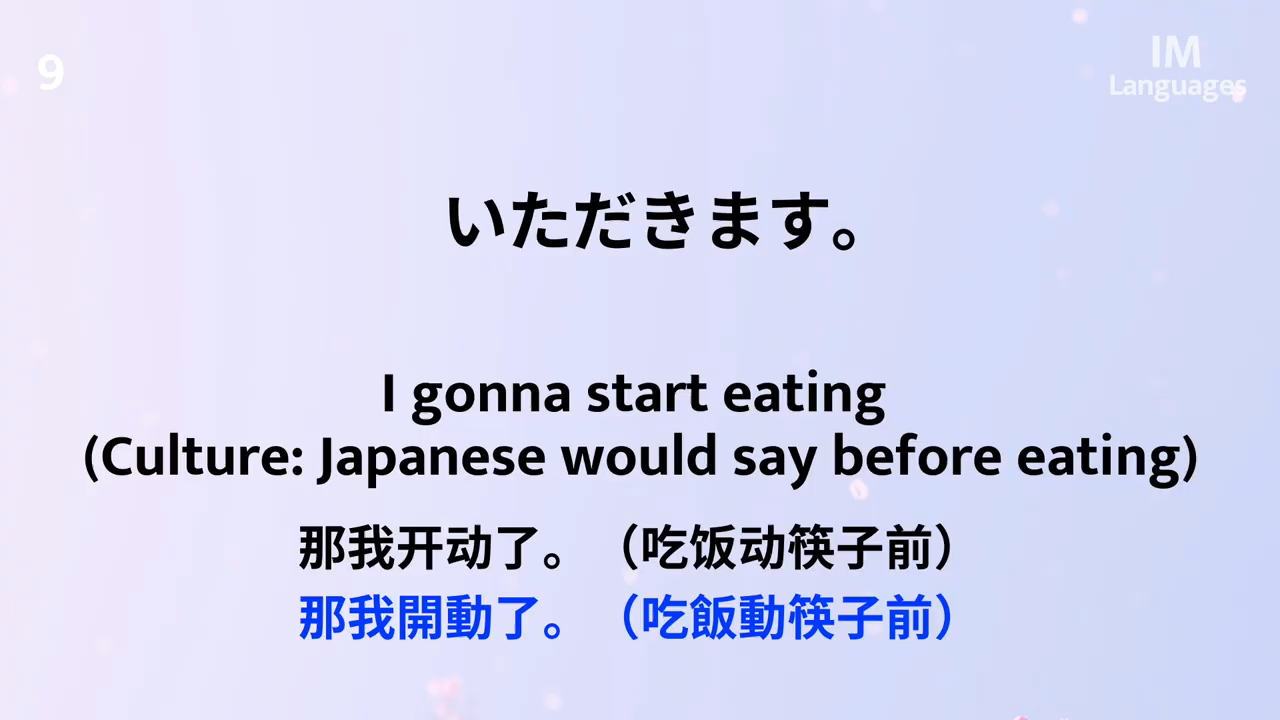 9
IM
Languages
いただきます。
I gonna start eating
(Culture: Japanese would say before eating)
那我开动了。（吃饭动筷子前）
那我開動了。（吃飯動筷子前）